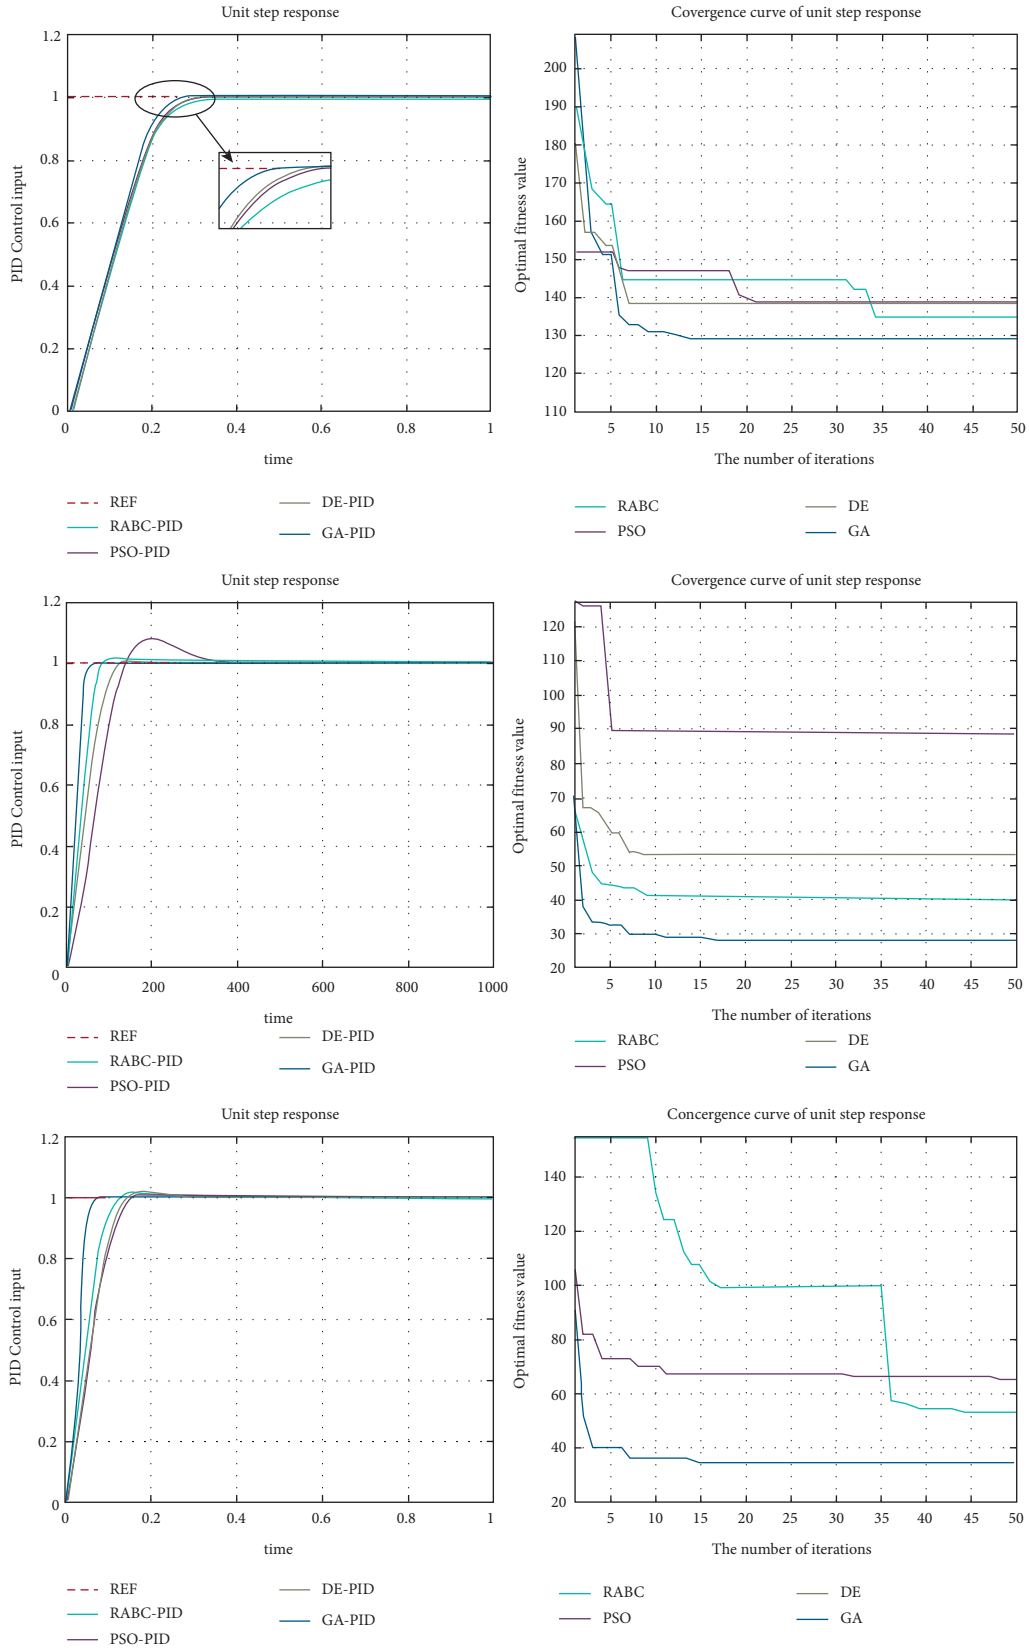 Unit step response
1.2
1
0.8
0.6
0.4
0.2
0
PID Control input
0 0.2 0.4 0.6 0.8 1
time
REF
RABC-PID
PSO-PID
DE-PID
GA-PID
Covergence curve of unit step response
200
190
180
170
160
150
140
130
120
110
Optimal fitness value
5 10 15 20 25 30 35 40 45 50
The number of iterations
RABC
PSO
DE
GA
Unit step response
1.2
1
0.8
0.6
0.4
0.2
0
PID Control input
0 200 400 600 800 1000
time
REF
RABC-PID
PSO-PID
DE-PID
GA-PID
Covergence curve of unit step response
120
110
100
90
80
70
60
50
40
30
20
Optimal fitness value
5 10 15 20 25 30 35 40 45 50
The number of iterations
RABC
PSO
DE
GA
Unit step response
1.2
1
0.8
0.6
0.4
0.2
0
PID Control input
0 0.2 0.4 0.6 0.8 1
time
REF
RABC-PID
PSO-PID
DE-PID
GA-PID
Concergence curve of unit step response
140
120
100
80
60
40
20
Optimal fitness value
5 10 15 20 25 30 35 40 45 50
The number of iterations
RABC
PSO
DE
GA